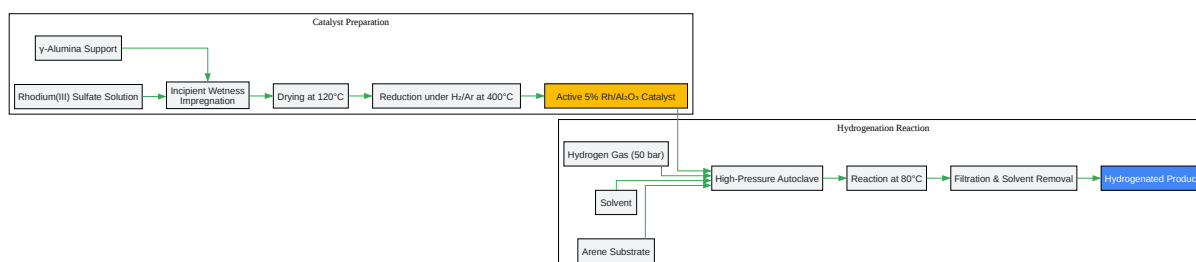 Catalyst Preparation
γ-Alumina Support
Rhodium(III) Sulfate Solution
Incipient Wetness
Impregnation
Drying at 120°C
Reduction under H₂/Ar at 400°C
Active 5% Rh/Al₂O₃ Catalyst
Hydrogenation Reaction
Hydrogen Gas (50 bar)
Solvent
Arene Substrate
High-Pressure Autoclave
Reaction at 80°C
Filtration & Solvent Removal
Hydrogenated Produc